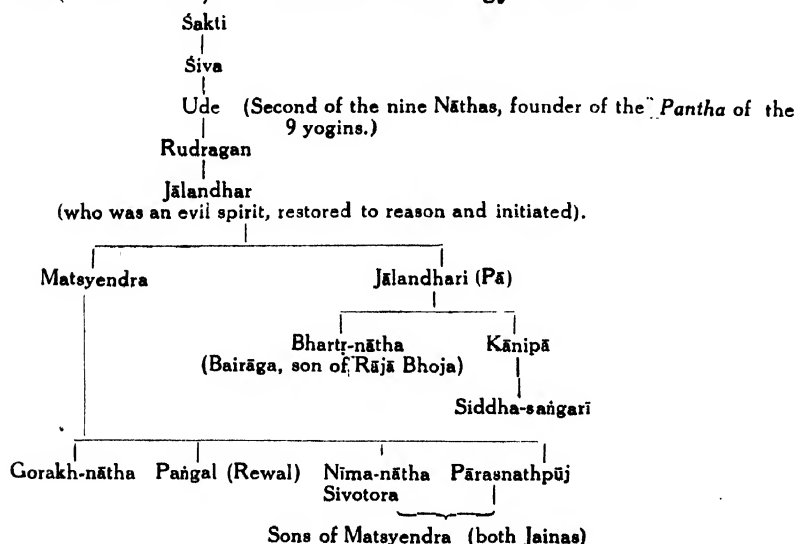 Śakti
Śiva
Ude (Second of the nine Nāthas, founder of the Pantha of the
9 yogins.)
Rudragan
Jālandhar
(who was an evil spirit, restored to reason and initiated).
Matsyendra Jālandhari (Pā)
Bhartṛ-nātha Kānipā
(Bairāga, son of Rājā Bhoja)
Siddha-saṅgarī
Gorakh-nātha Paṅgal (Rewal) Nīma-nātha Pārasnathpūj
Sivotora
Sons of Matsyendra (both Jainas)